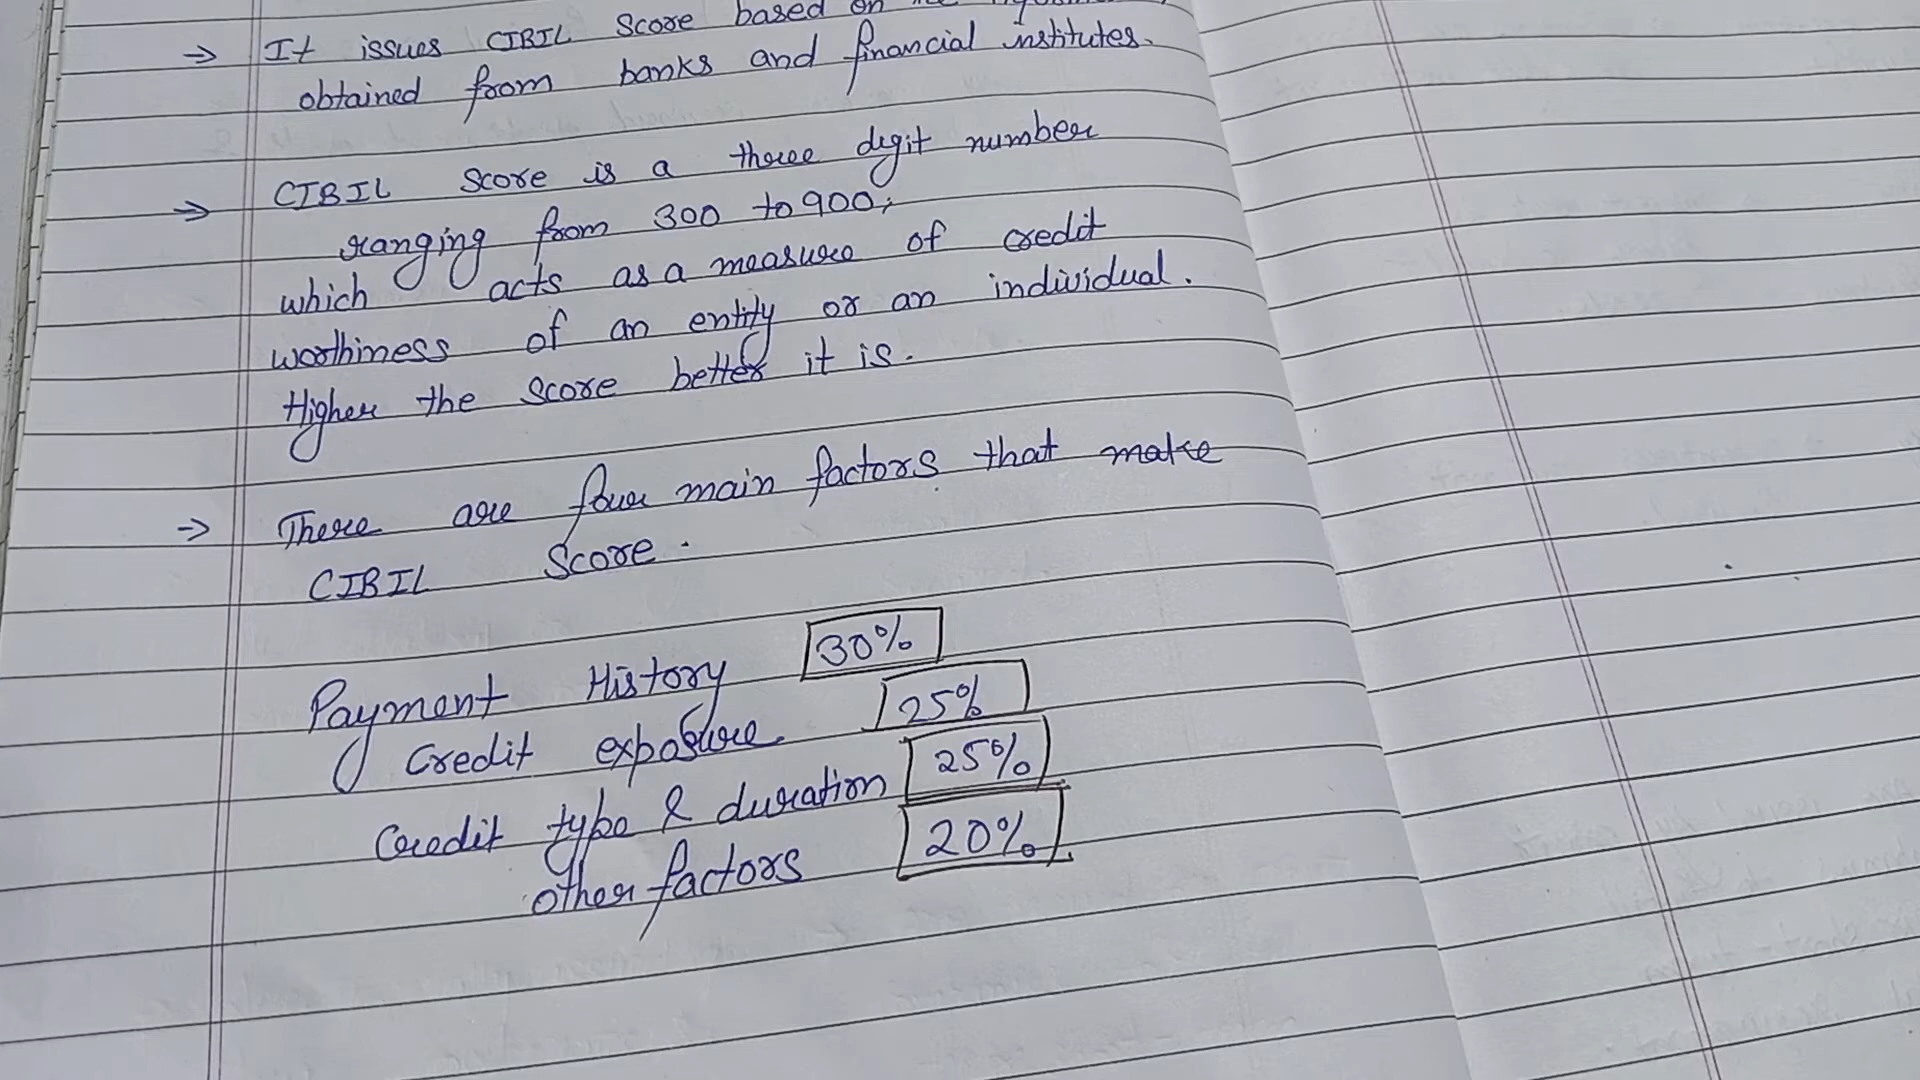 → It issues CIBIL Score based on
obtained from banks and financial institutes.
→ CIBIL Score is a three digit number
ranging from 300 to 900,
which acts as a measure of credit
worthiness of an entity or an individual.
Higher the Score better it is.
→ There are four main factors that make
CIBIL Score.
Payment History 30%
Credit exposure 25%
Credit type & duration 25%
other factors 20%